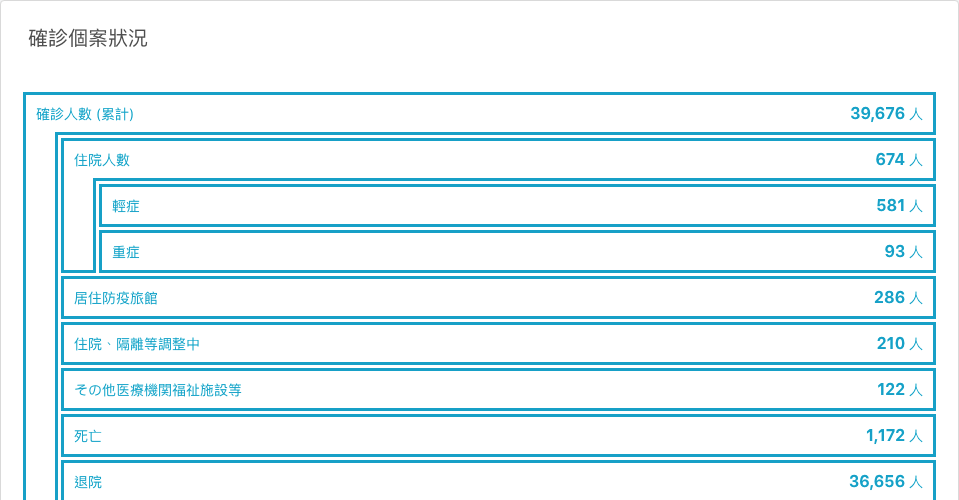 確診個案狀況
確診人數 (累計) 39,676 人
住院人數 674 人
輕症 581 人
重症 93 人
居住防疫旅館 286 人
住院、隔離等調整中 210 人
その他医療機関福祉施設等 122 人
死亡 1,172 人
退院 36,656 人